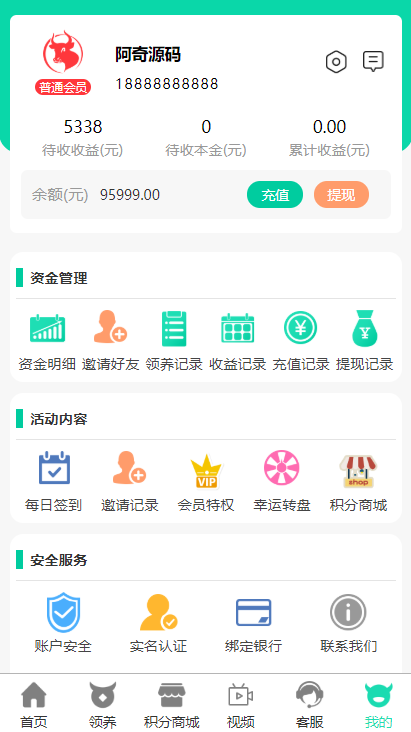 阿奇源码
普通会员
18888888888
5338 0 0.00
待收收益(元) 待收本金(元) 累计收益(元)
余额(元) 95999.00 充值 提现
资金管理
资金明细 邀请好友 领养记录 收益记录 充值记录 提现记录
活动内容
VIP shop
每日签到 邀请记录 会员特权 幸运转盘 积分商城
安全服务
账户安全 实名认证 绑定银行 联系我们
首页 领养 积分商城 视频 客服 我的